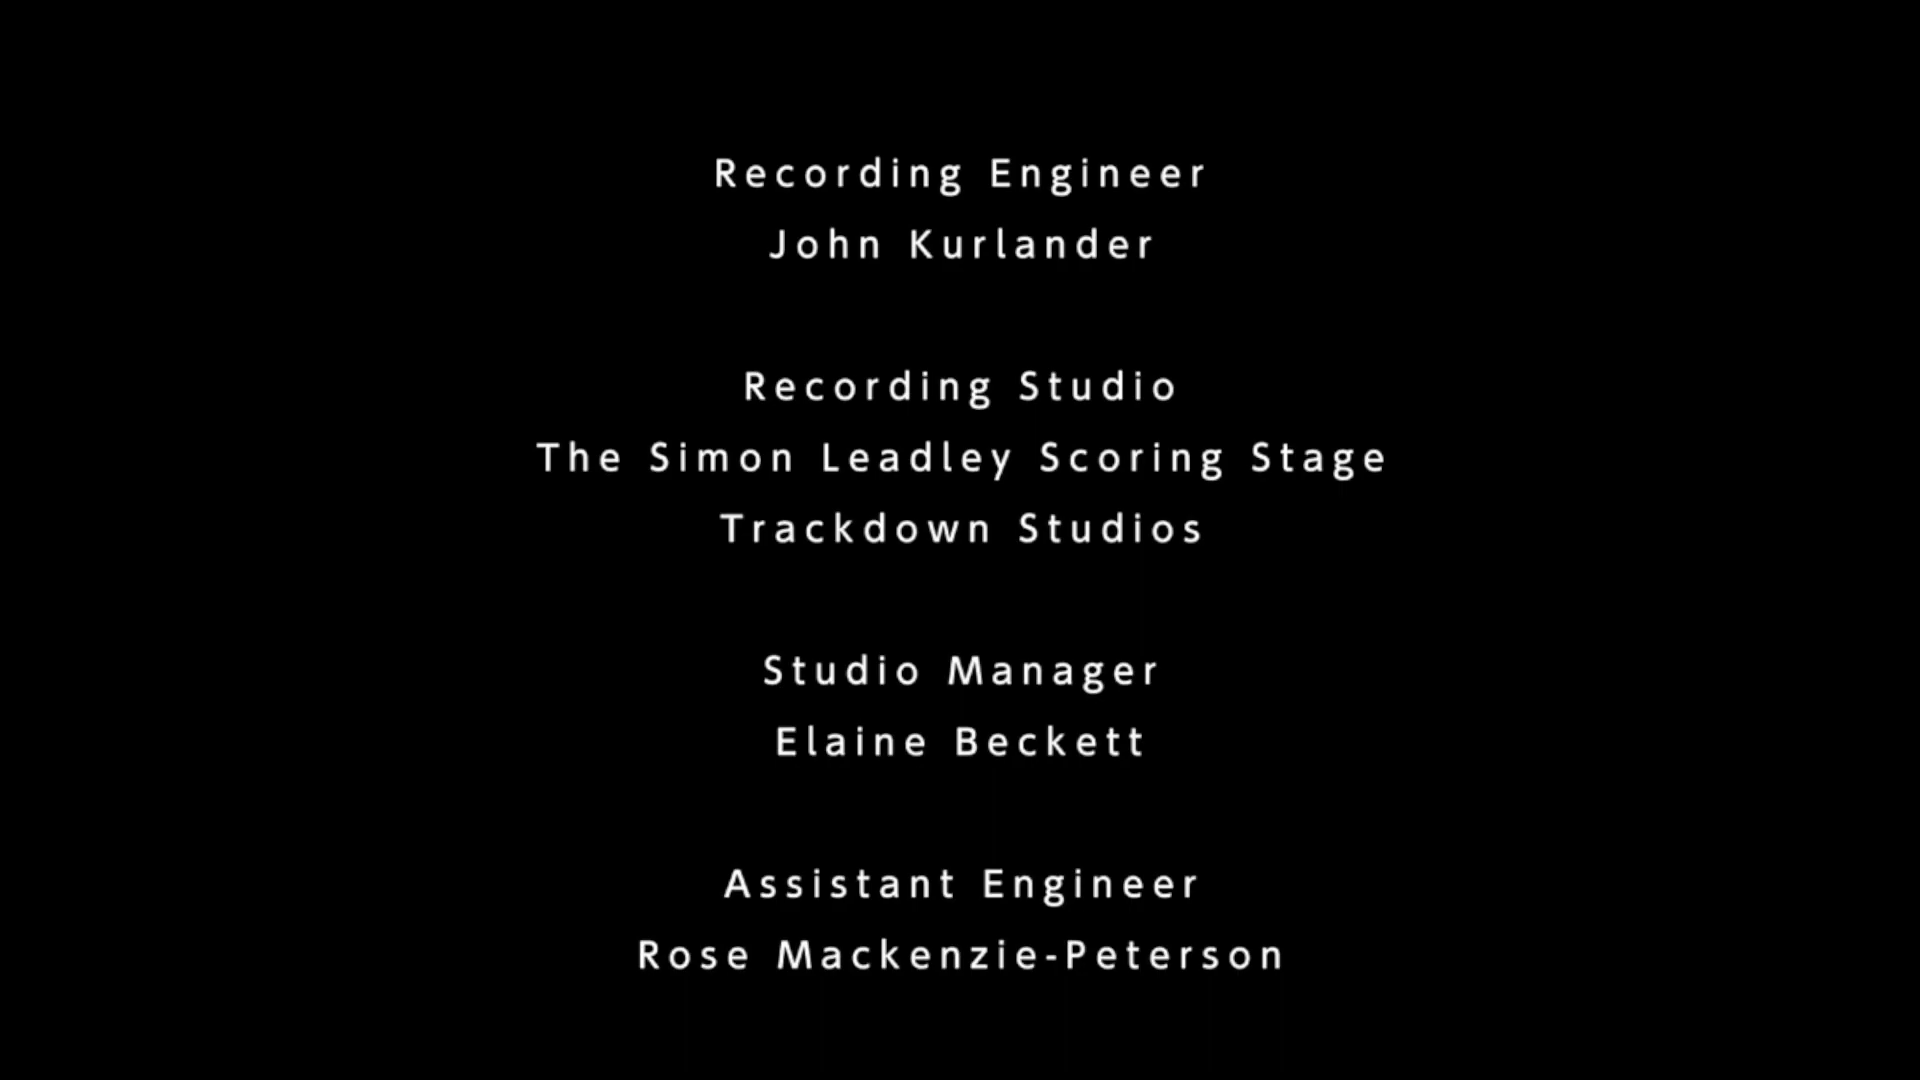 Recording Engineer
John Kurlander
Recording Studio
The Simon Leadley Scoring Stage
Trackdown Studios
Studio Manager
Elaine Beckett
Assistant Engineer
Rose Mackenzie-Peterson